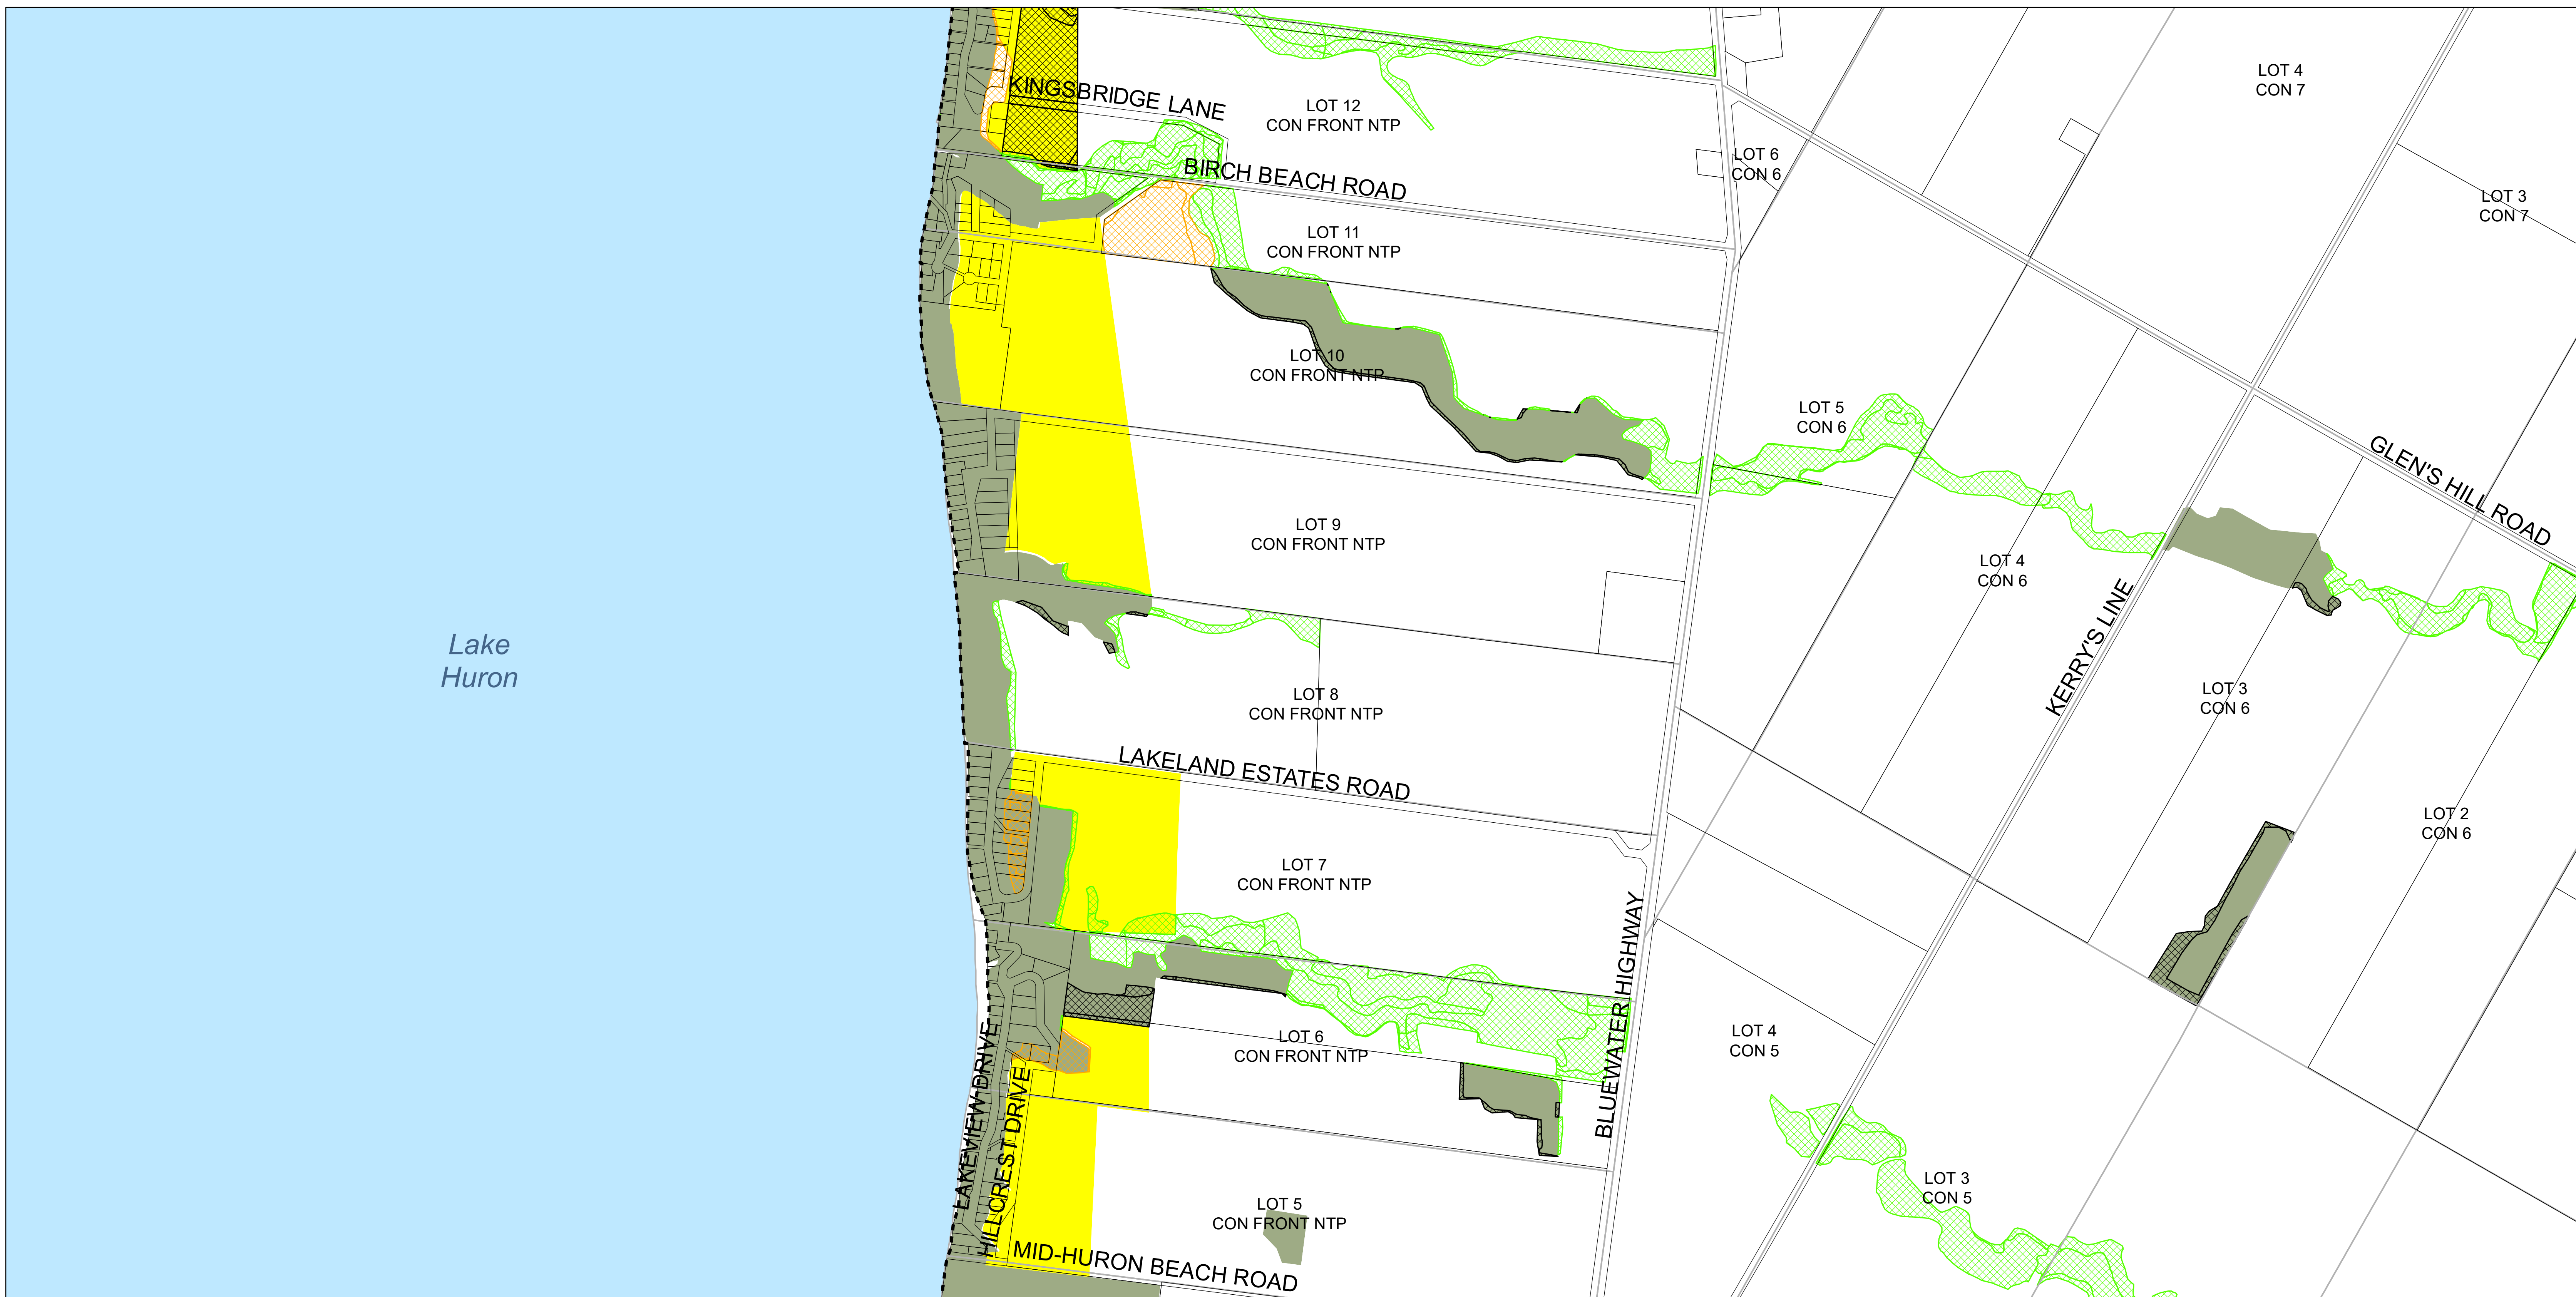 LOT 4
CON 7
KINGSBRIDGE LANE
LOT 12
CON FRONT NTP
LOT 6
CON 6
BIRCH BEACH ROAD
LOT 3
CON 7
LOT 11
CON FRONT NTP
LOT 10
CON FRONT NTP
LOT 5
CON 6
GLEN'S HILL ROAD
LOT 9
CON FRONT NTP
LOT 4
CON 6
KERRY'S LINE
Lake
Huron
LOT 8
CON FRONT NTP
LOT 3
CON 6
LAKELAND ESTATES ROAD
LOT 2
CON 6
LOT 7
CON FRONT NTP
BLUEWATER HIGHWAY
LOT 6
CON FRONT NTP
LOT 4
CON 5
LAKEVIEW DRIVE
HILLCREST DRIVE
LOT 3
CON 5
LOT 5
CON FRONT NTP
MID-HURON BEACH ROAD